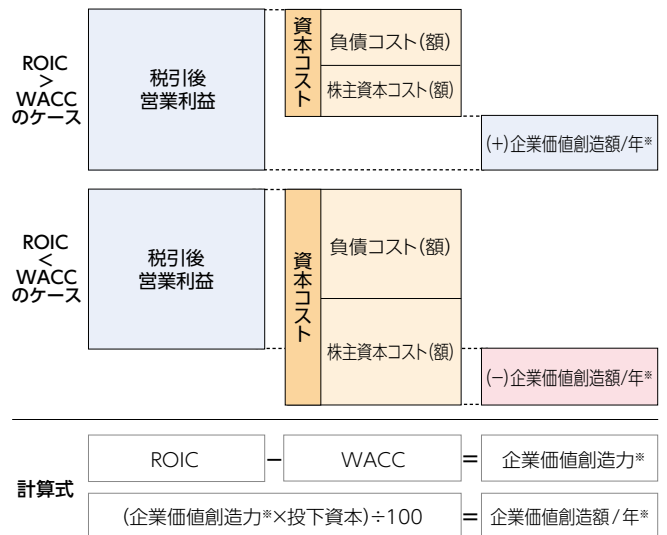 ROIC
>
WACC
のケース
税引後
営業利益
資本コスト
負債コスト(額)
株主資本コスト(額)
(+)企業価値創造額/年※
ROIC
<
WACC
のケース
税引後
営業利益
資本コスト
負債コスト(額)
株主資本コスト(額)
(−)企業価値創造額/年※
計算式
ROIC − WACC = 企業価値創造力※
(企業価値創造力※×投下資本)÷100 = 企業価値創造額/年※